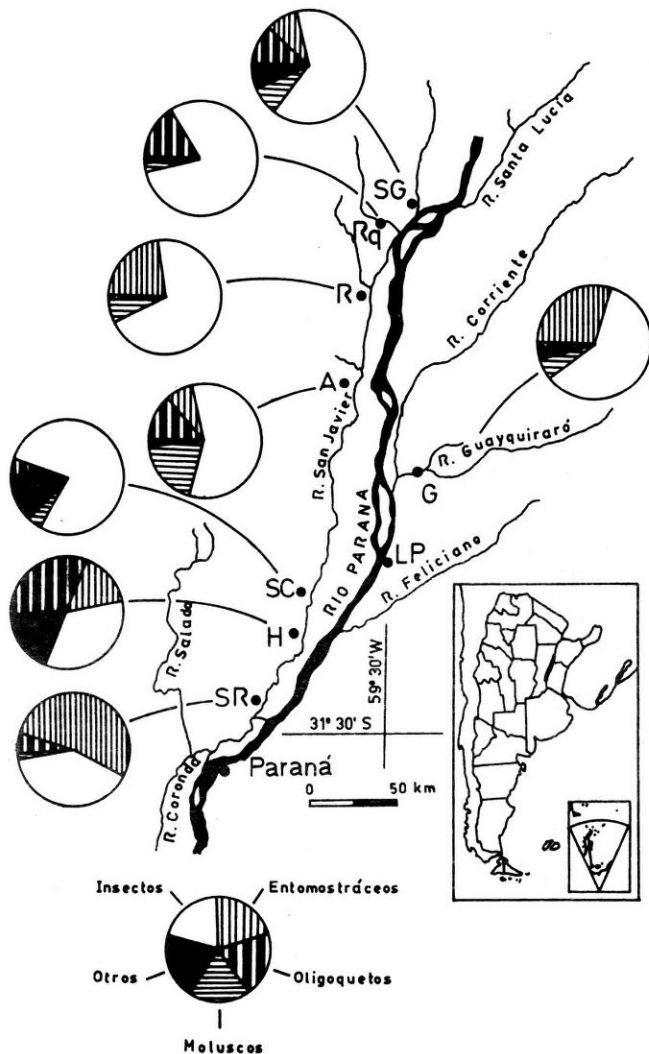 R. Santa Lucía
SG
Rq
R. Corriente
R
A
R. San Javier
R. Guayquiraró
G
RIO PARANA
LP
R. Feliciano
SC
H
R. Salado
59° 30' W
SR
31° 30' S
Paraná
R. Coronda
0 50 km
Insectos
Entomostráceos
Otros
Oligoquetos
Moluscos